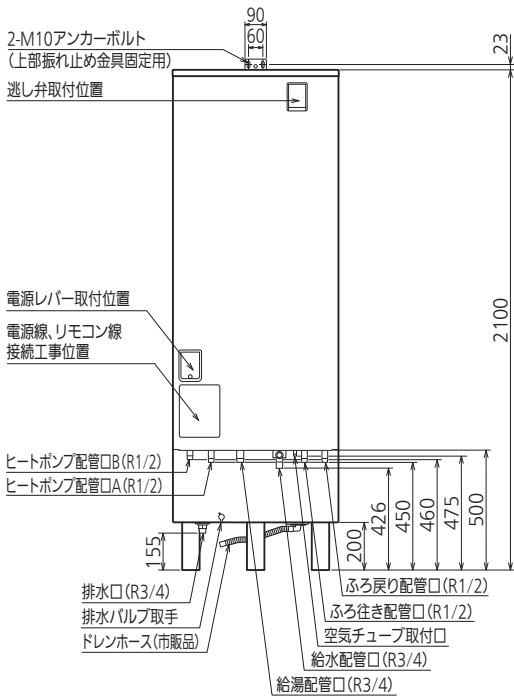 90
60
23
2-M10アンカーボルト
(上部振れ止め金具固定用)
逃し弁取付位置
2100
電源レバー取付位置
電源線、リモコン線
接続工事位置
ヒートポンプ配管口B(R1/2)
ヒートポンプ配管口A(R1/2)
155
200
426
450
460
475
500
排水口(R3/4)
排水バルブ取手
ドレンホース(市販品)
ふろ戻り配管口(R1/2)
ふろ往き配管口(R1/2)
空気チューブ取付口
給水配管口(R3/4)
給湯配管口(R3/4)